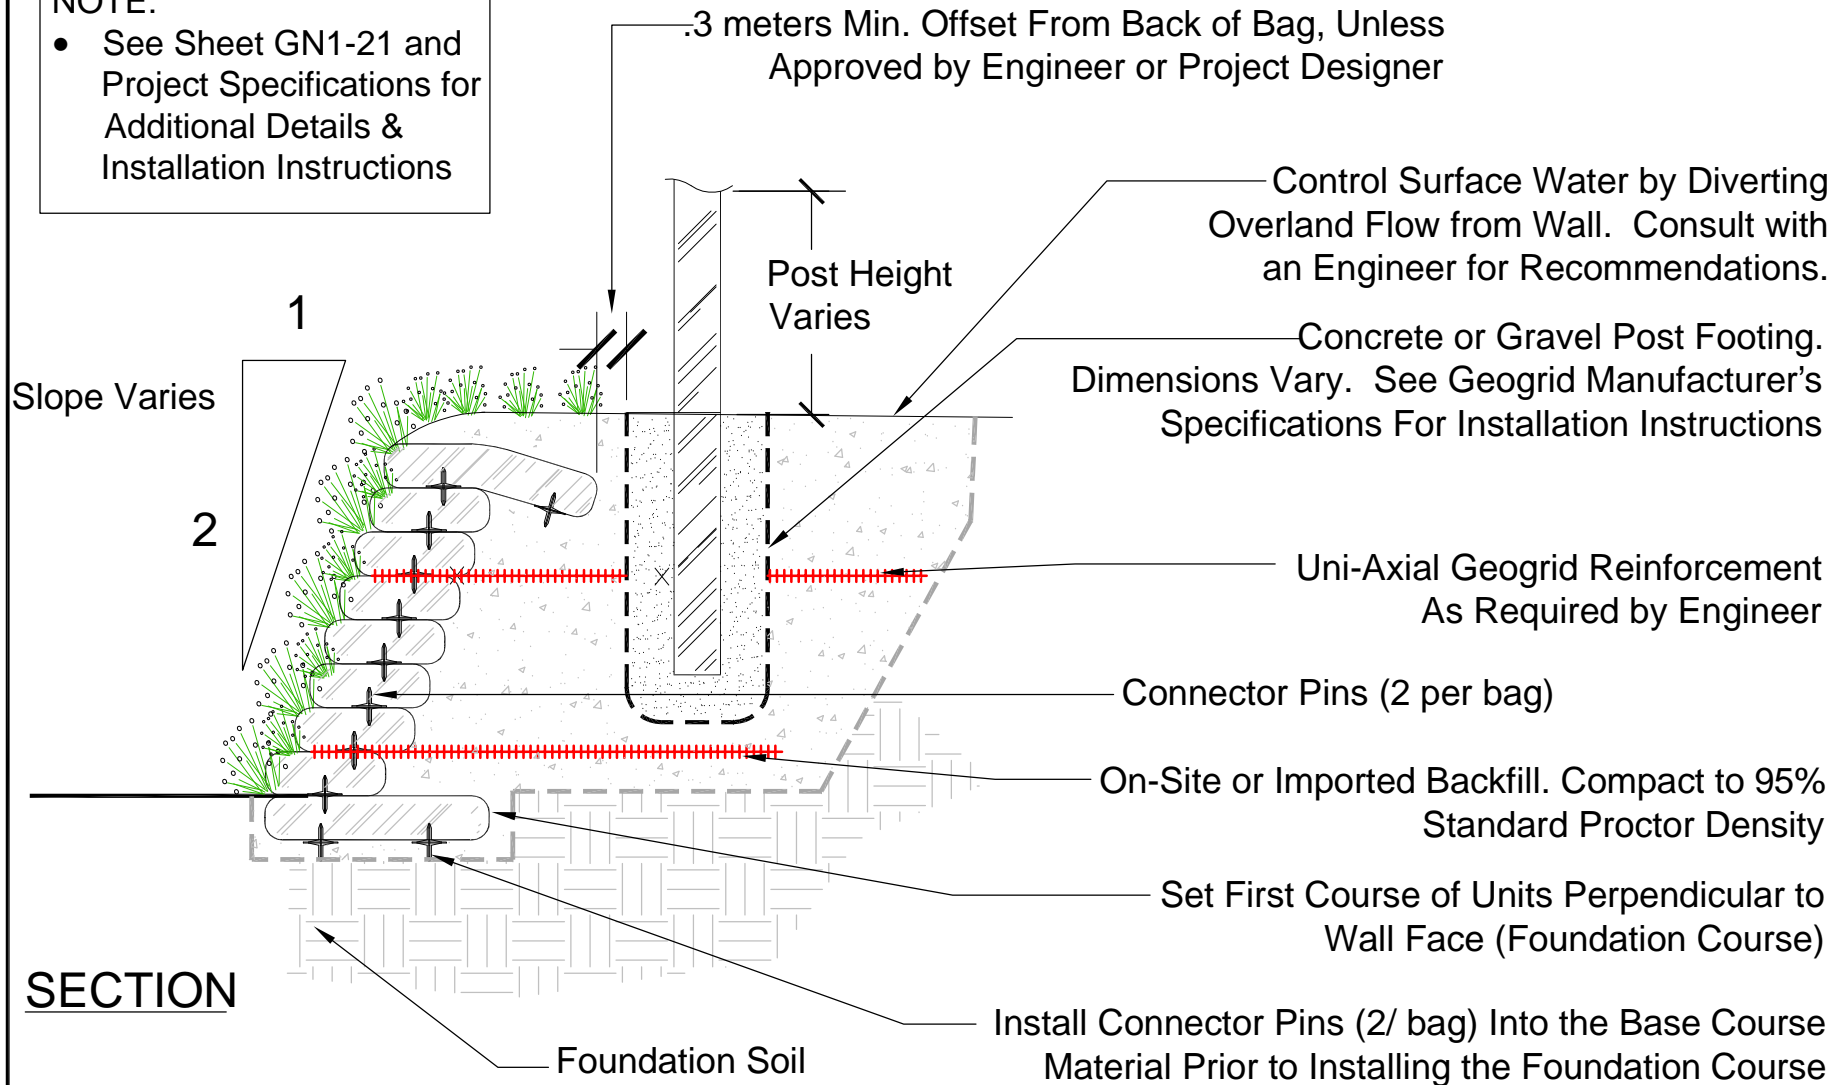 NOTE:
• See Sheet GN1-21 and
Project Specifications for
Additional Details &
Installation Instructions
.3 meters Min. Offset From Back of Bag, Unless
Approved by Engineer or Project Designer
Control Surface Water by Diverting
Overland Flow from Wall. Consult with
an Engineer for Recommendations.
Post Height
Varies
1
Slope Varies
2
Concrete or Gravel Post Footing.
Dimensions Vary. See Geogrid Manufacturer's
Specifications For Installation Instructions
Uni-Axial Geogrid Reinforcement
As Required by Engineer
Connector Pins (2 per bag)
On-Site or Imported Backfill. Compact to 95%
Standard Proctor Density
Set First Course of Units Perpendicular to
Wall Face (Foundation Course)
SECTION
Install Connector Pins (2/ bag) Into the Base Course
Material Prior to Installing the Foundation Course
Foundation Soil